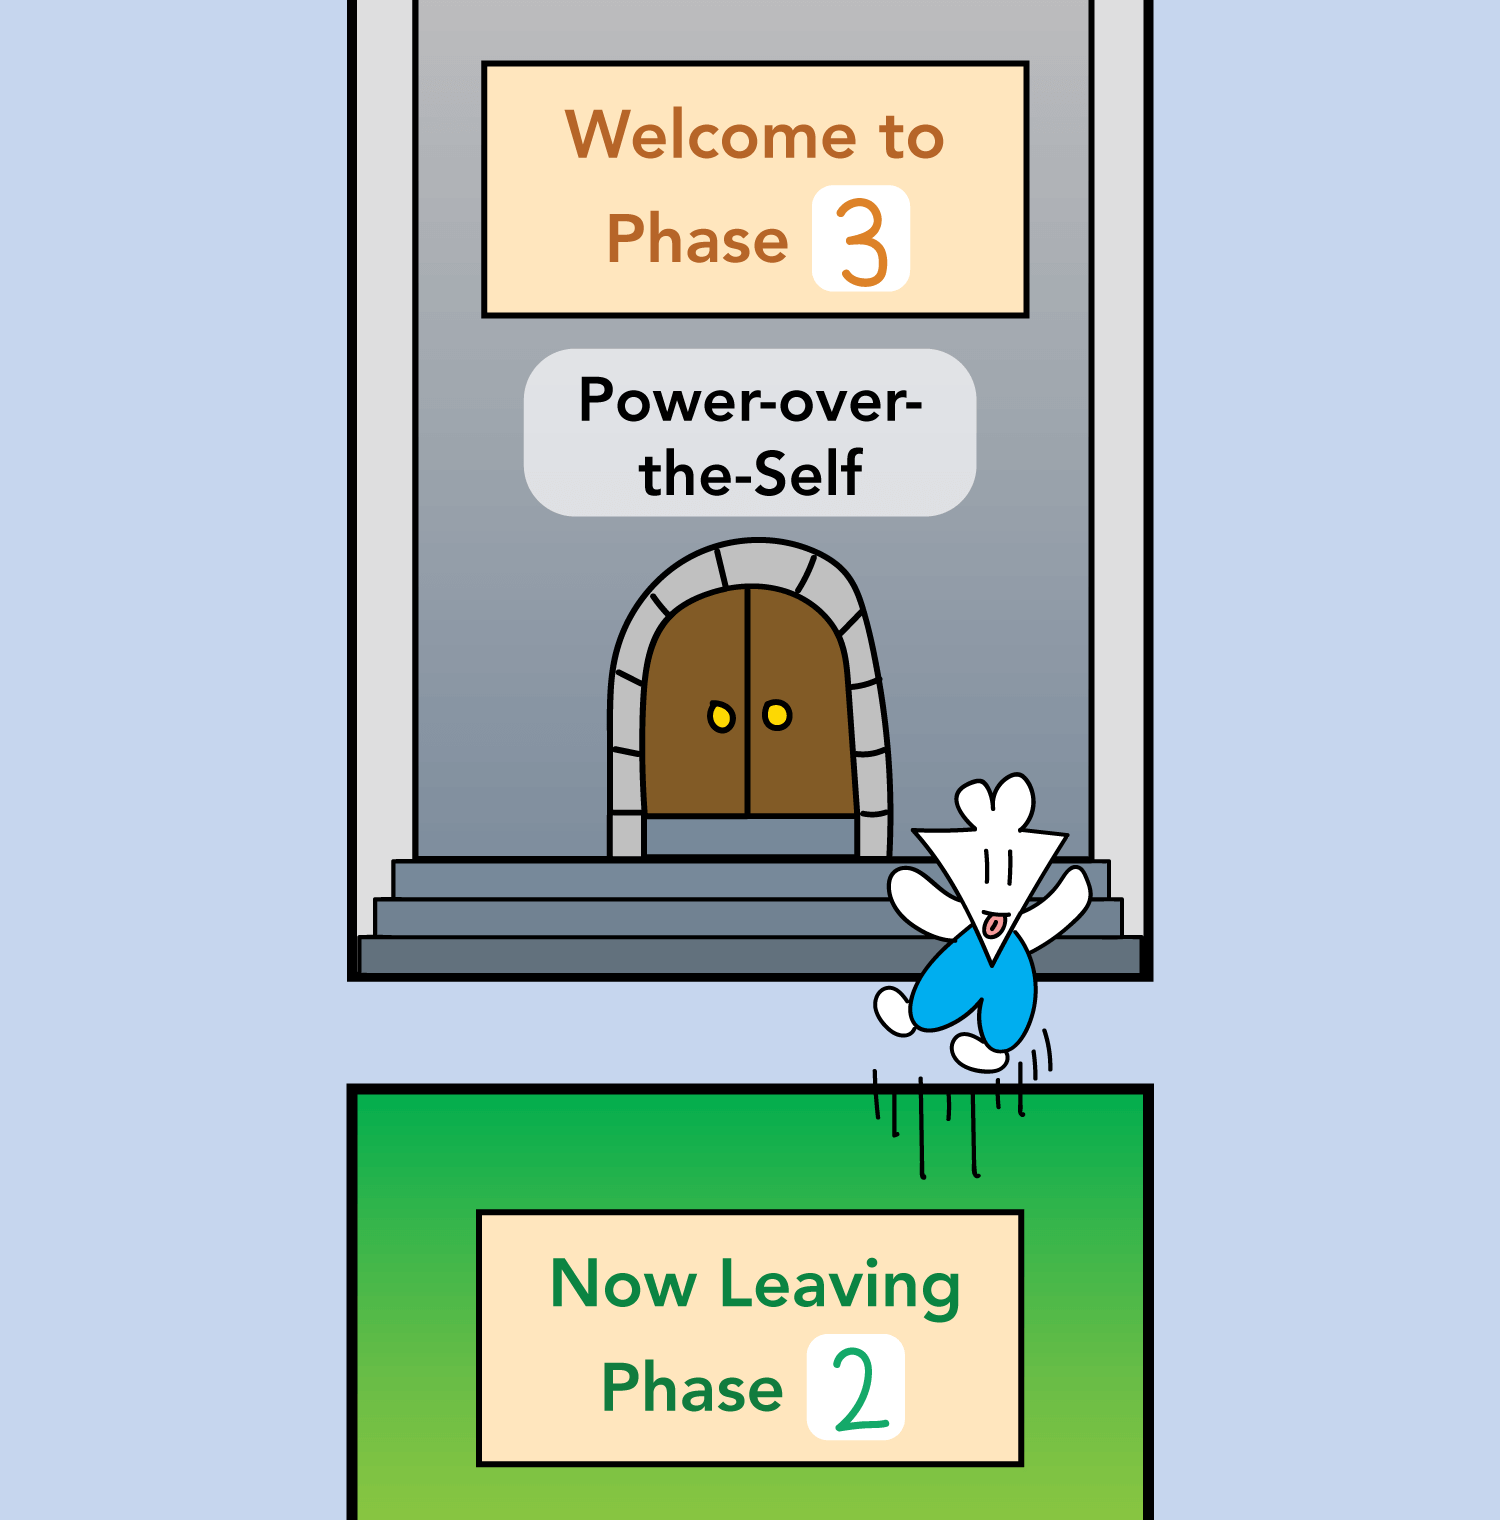 Welcome to
Phase 3
Power-over-
the-Self
Now Leaving
Phase 2